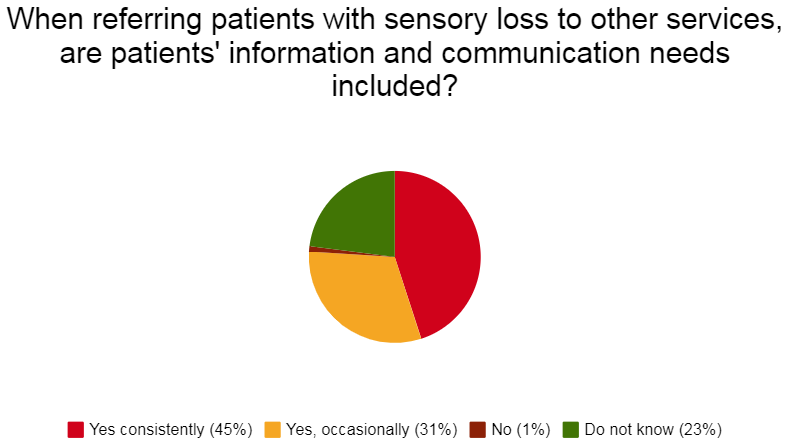 When referring patients with sensory loss to other services,
are patients' information and communication needs
included?
Yes consistently (45%) Yes, occasionally (31%) No (1%) Do not know (23%)